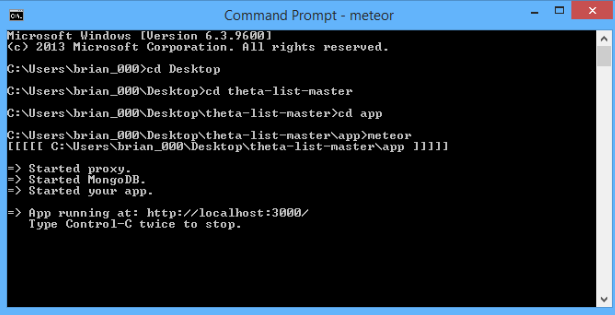 Command Prompt - meteor
Microsoft Windows [Version 6.3.9600]
(c) 2013 Microsoft Corporation. All rights reserved.
C:\Users\brian_000>cd Desktop
C:\Users\brian_000\Desktop>cd theta-list-master
C:\Users\brian_000\Desktop\theta-list-master>cd app
C:\Users\brian_000\Desktop\theta-list-master\app>meteor
[[[[[ C:\Users\brian_000\Desktop\theta-list-master\app ]]]]]
=> Started proxy.
=> Started MongoDB.
=> Started your app.
=> App running at: http://localhost:3000/
Type Control-C twice to stop.